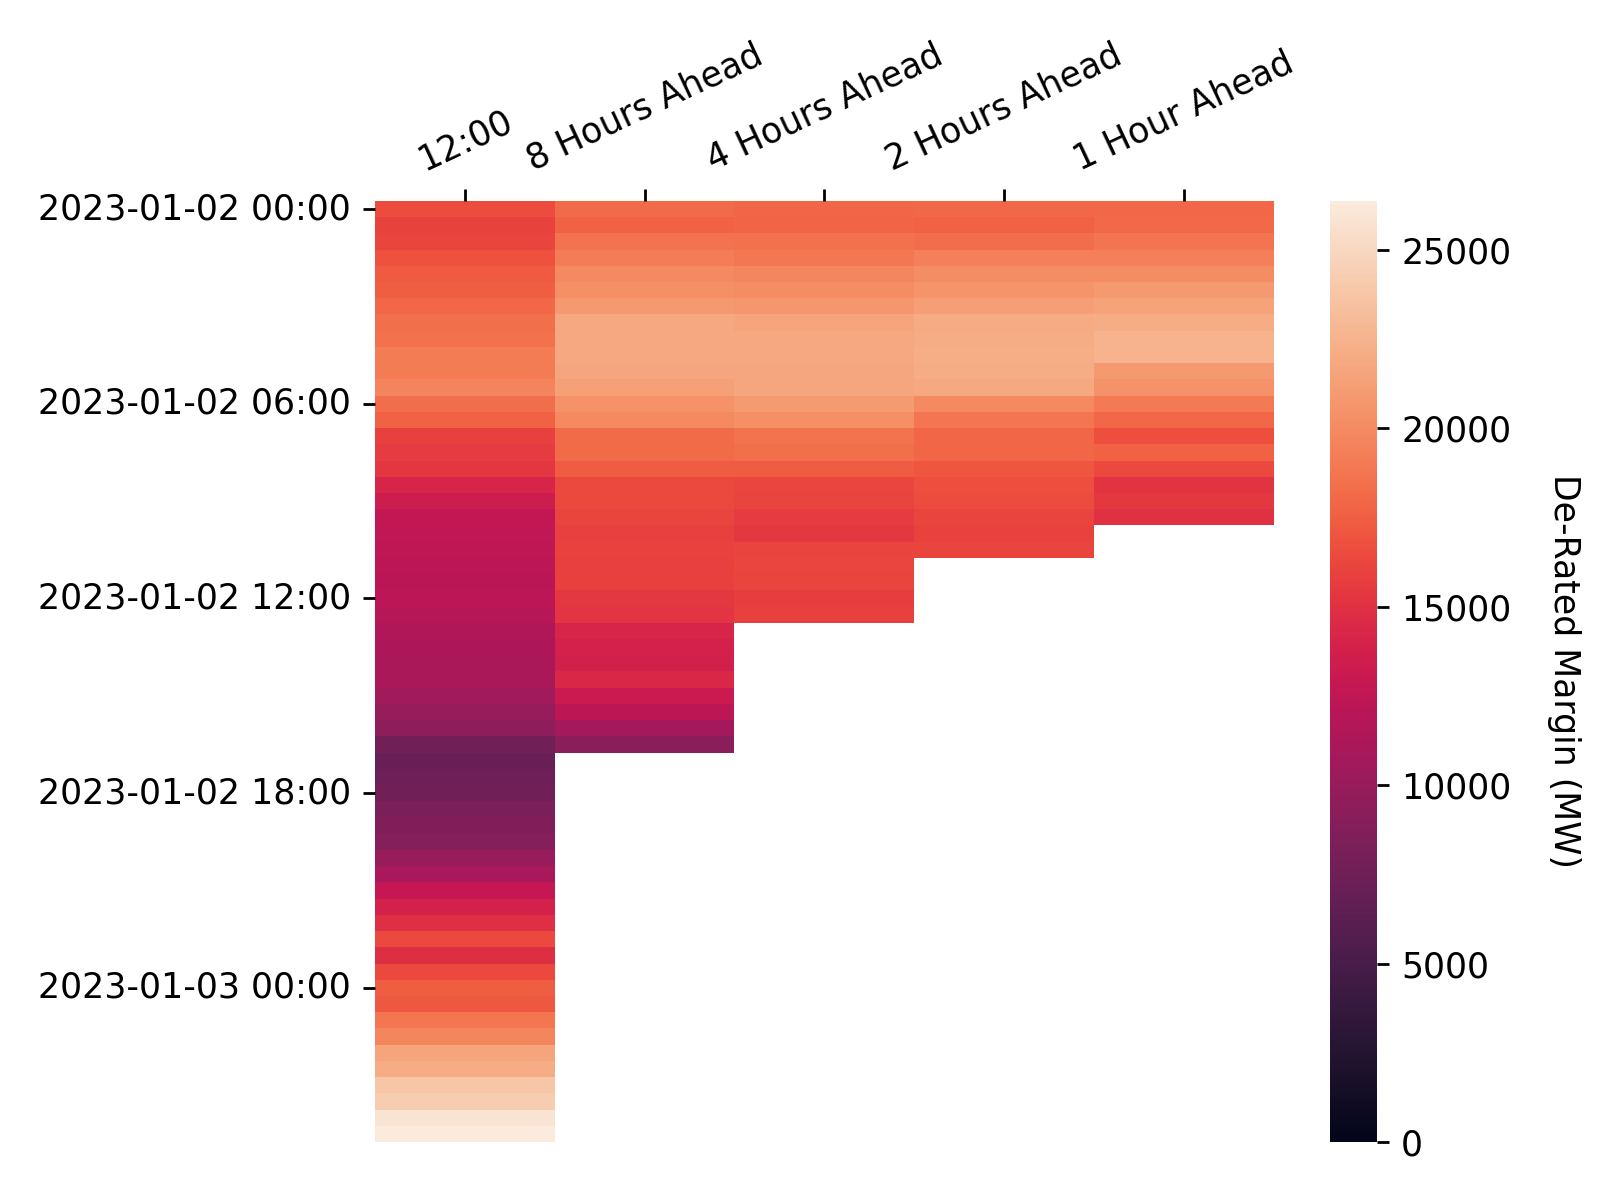 12:00
8 Hours Ahead
4 Hours Ahead
2 Hours Ahead
1 Hour Ahead
2023-01-02 00:00
2023-01-02 06:00
2023-01-02 12:00
2023-01-02 18:00
2023-01-03 00:00
25000
20000
15000
10000
5000
0
De-Rated Margin (MW)